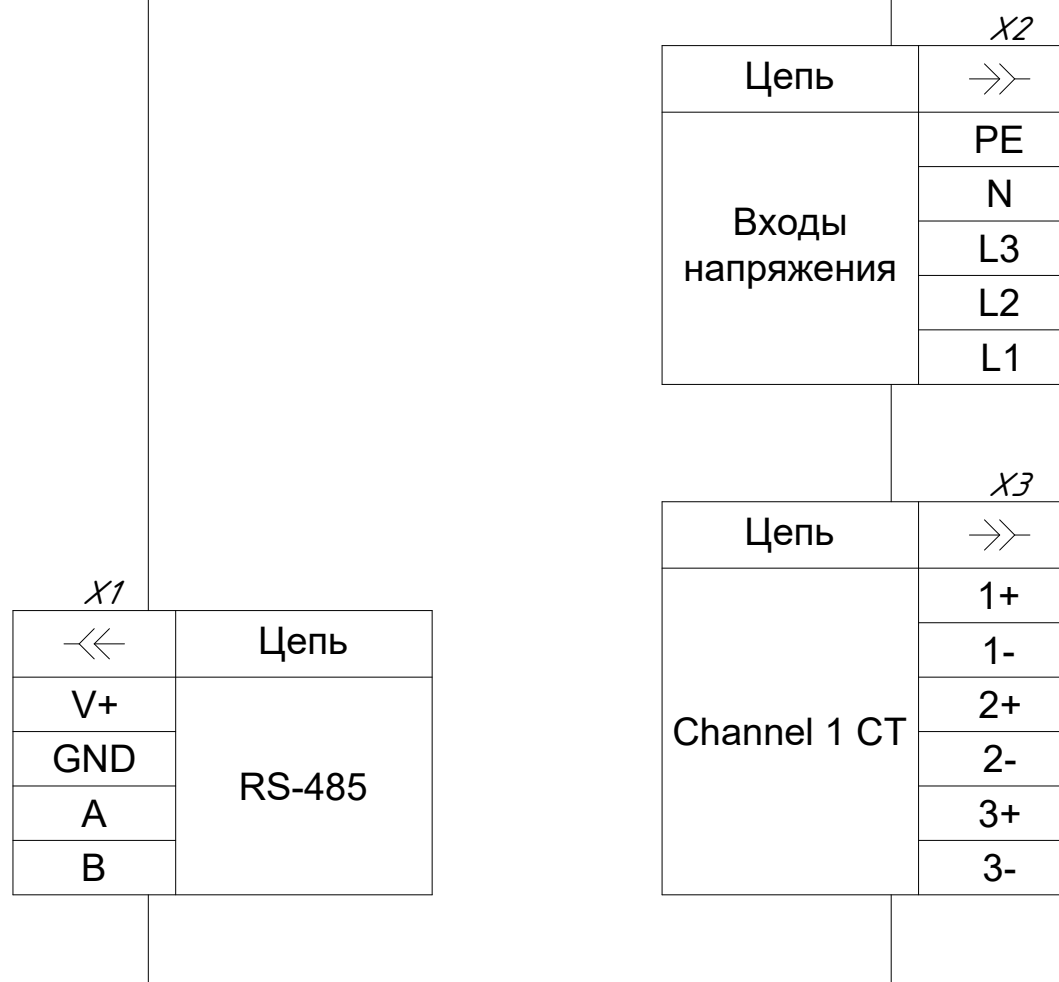 X2
Цепь
PE
N
L3
L2
L1
Входы
напряжения
X3
Цепь
1+
1-
2+
2-
3+
3-
Channel 1 CT
X1
Цепь
V+
GND
A
B
RS-485